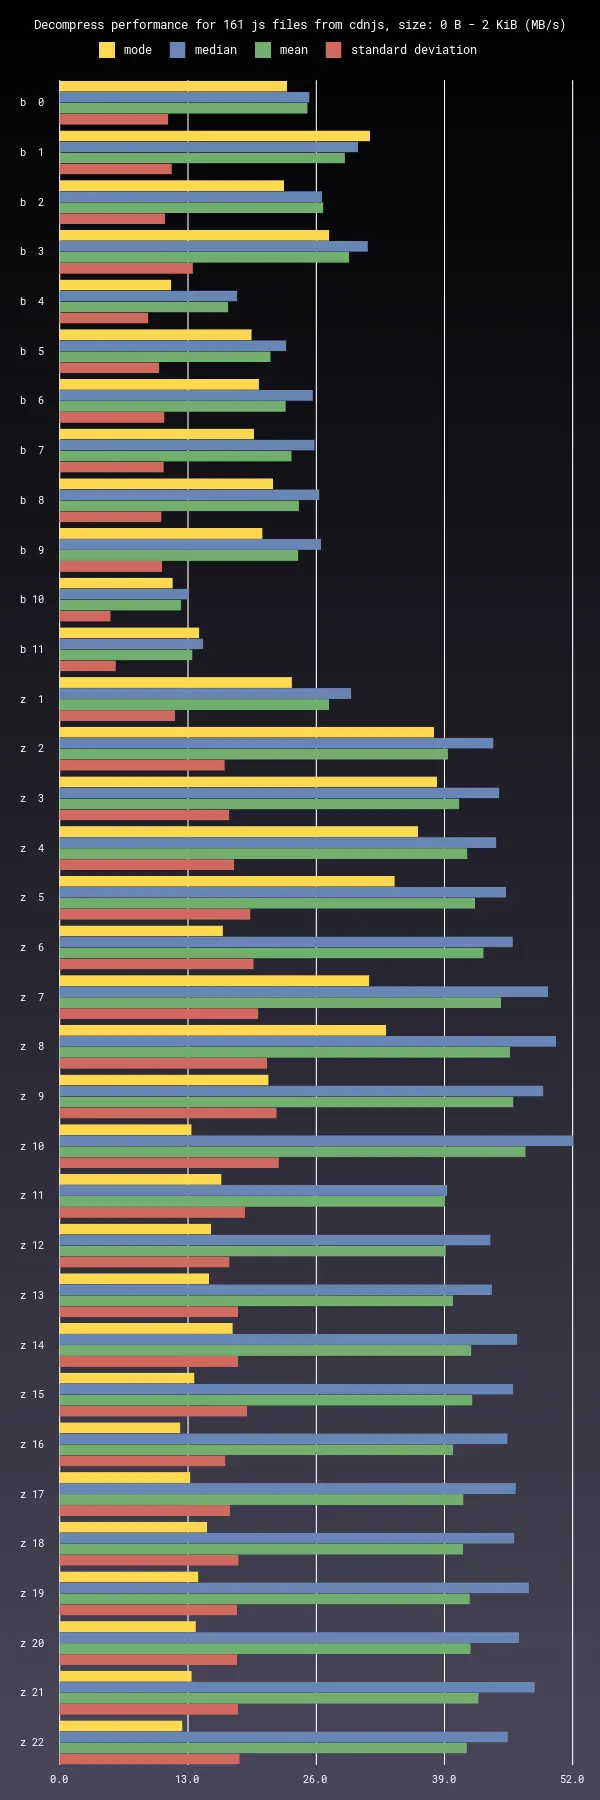 Decompress performance for 161 js files from cdnjs, size: 0 B - 2 KiB (MB/s)
mode median mean standard deviation
b 0
b 1
b 2
b 3
b 4
b 5
b 6
b 7
b 8
b 9
b 10
b 11
z 1
z 2
z 3
z 4
z 5
z 6
z 7
z 8
z 9
z 10
z 11
z 12
z 13
z 14
z 15
z 16
z 17
z 18
z 19
z 20
z 21
z 22
0.0 13.0 26.0 39.0 52.0